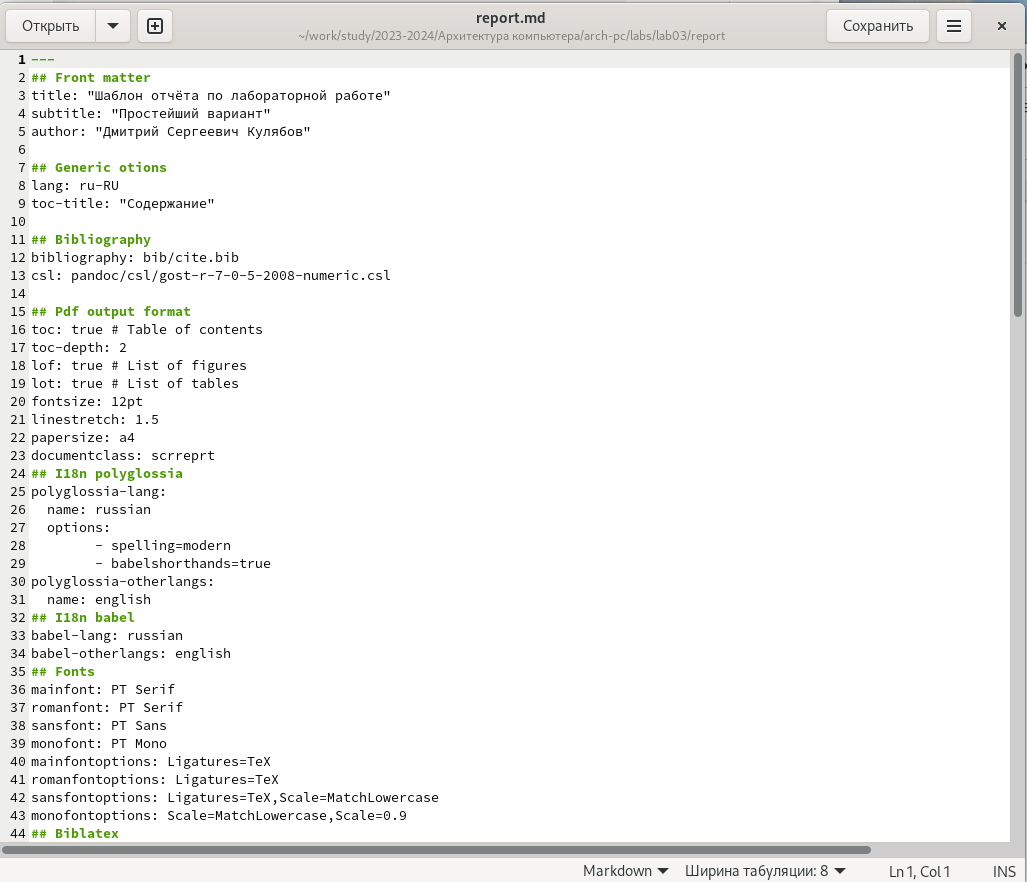 Открыть
report.md
~/work/study/2023-2024/Архитектура компьютера/arch-pc/labs/lab03/report
Сохранить
1 ---
2 ## Front matter
3 title: "Шаблон отчёта по лабораторной работе"
4 subtitle: "Простейший вариант"
5 author: "Дмитрий Сергеевич Кулябов"
6
7 ## Generic otions
8 lang: ru-RU
9 toc-title: "Содержание"
10
11 ## Bibliography
12 bibliography: bib/cite.bib
13 csl: pandoc/csl/gost-r-7-0-5-2008-numeric.csl
14
15 ## Pdf output format
16 toc: true # Table of contents
17 toc-depth: 2
18 lof: true # List of figures
19 lot: true # List of tables
20 fontsize: 12pt
21 linestretch: 1.5
22 papersize: a4
23 documentclass: scrreprt
24 ## I18n polyglossia
25 polyglossia-lang:
26   name: russian
27   options:
28         - spelling=modern
29         - babelshorthands=true
30 polyglossia-otherlangs:
31   name: english
32 ## I18n babel
33 babel-lang: russian
34 babel-otherlangs: english
35 ## Fonts
36 mainfont: PT Serif
37 romanfont: PT Serif
38 sansfont: PT Sans
39 monofont: PT Mono
40 mainfontoptions: Ligatures=TeX
41 romanfontoptions: Ligatures=TeX
42 sansfontoptions: Ligatures=TeX,Scale=MatchLowercase
43 monofontoptions: Scale=MatchLowercase,Scale=0.9
44 ## Biblatex
Markdown Ширина табуляции: 8 Ln 1, Col 1 INS